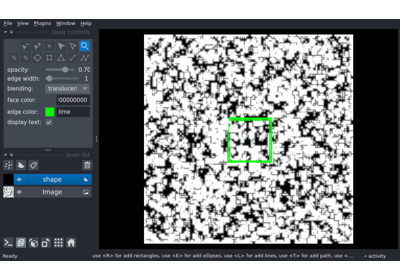 File View Plugins Window Help
layer controls
opacity: 0.70
edge width: 1
blending: translucen
face color: 00000000
edge color: lime
display text:
layer list
shape
Image
Ready
use <R> for add rectangles, use <E> for add ellipses, use <L> for add lines, use <T> for add path, use <... activity